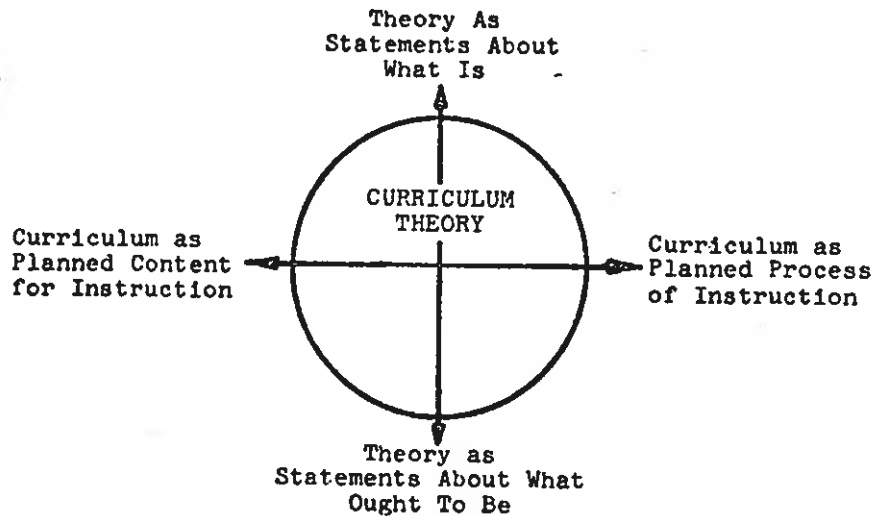 Theory As
Statements About
What Is
CURRICULUM
THEORY
Curriculum as
Planned Content
for Instruction
Curriculum as
Planned Process
of Instruction
Theory as
Statements About What
Ought To Be